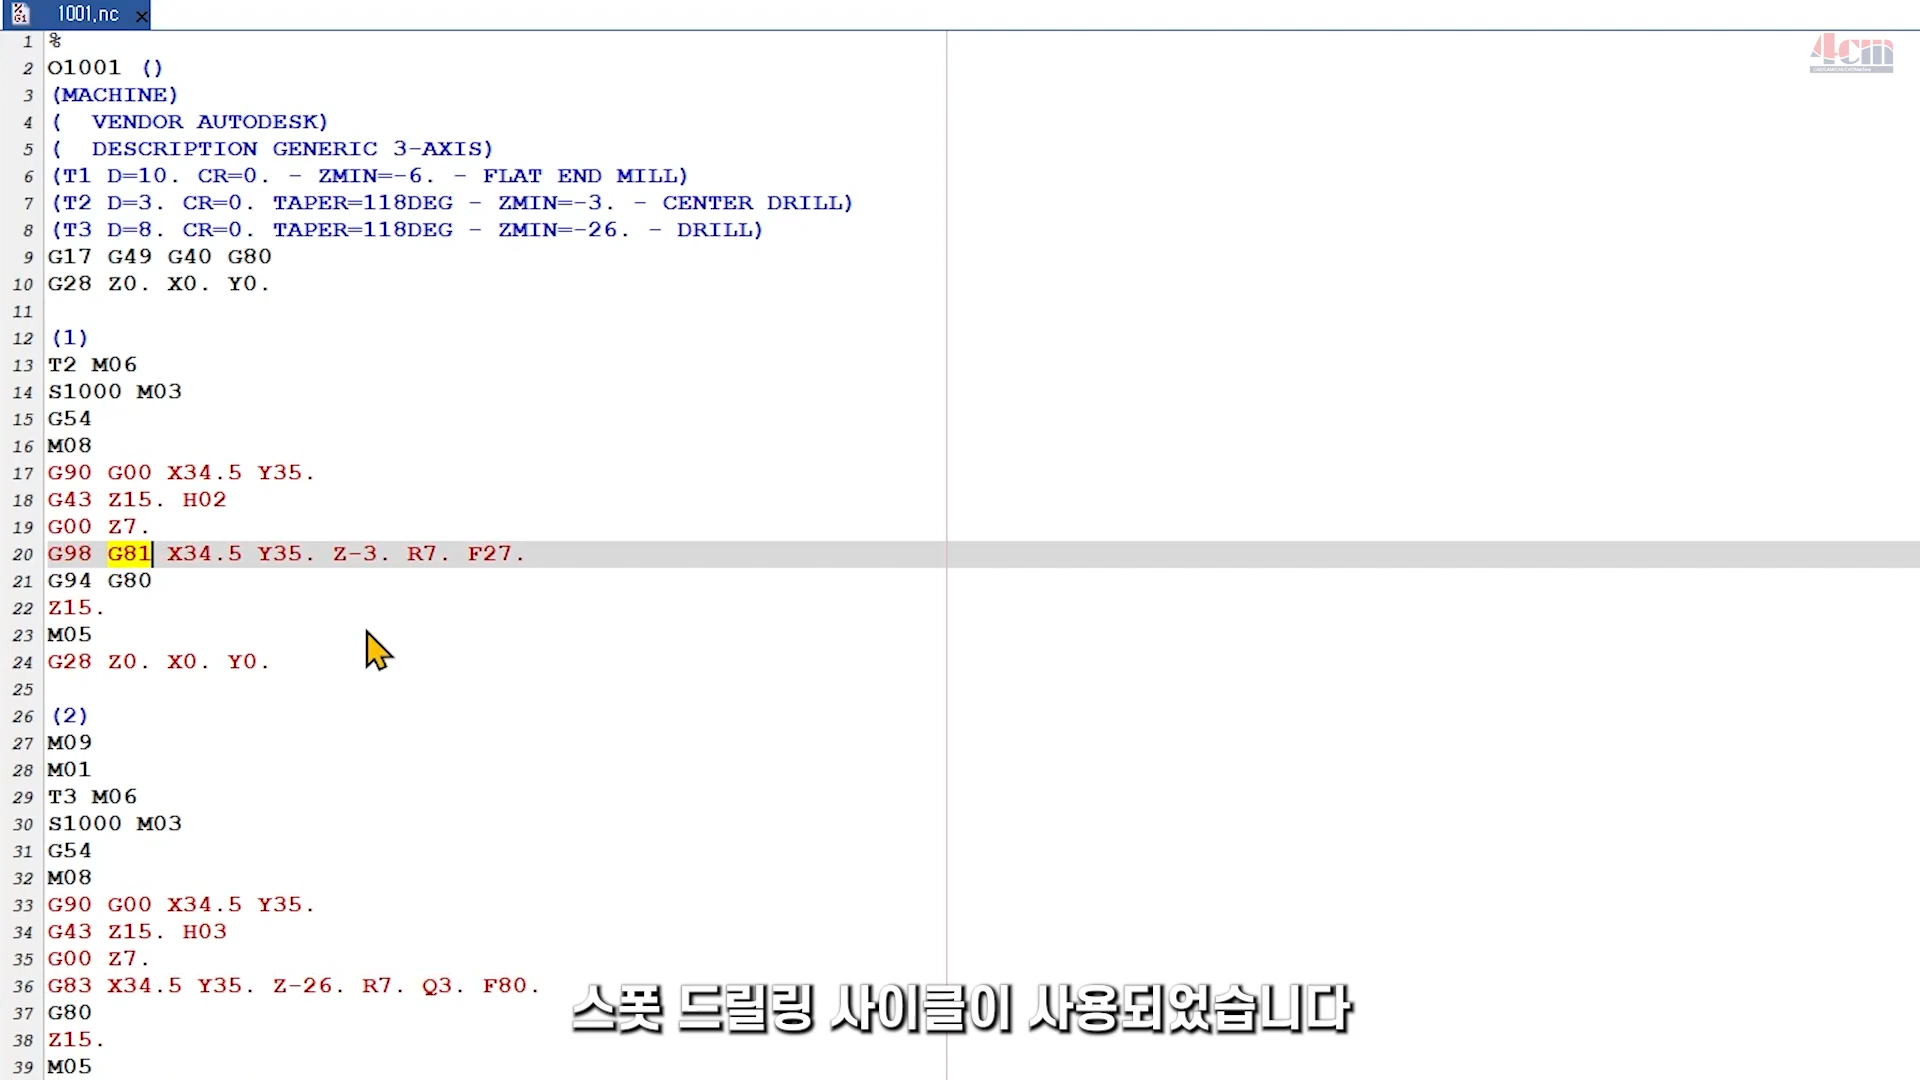 1001.nc
1 %
2 O1001 ()
3 (MACHINE)
4 (  VENDOR AUTODESK)
5 (  DESCRIPTION GENERIC 3-AXIS)
6 (T1 D=10. CR=0. - ZMIN=-6. - FLAT END MILL)
7 (T2 D=3. CR=0. TAPER=118DEG - ZMIN=-3. - CENTER DRILL)
8 (T3 D=8. CR=0. TAPER=118DEG - ZMIN=-26. - DRILL)
9 G17 G49 G40 G80
10 G28 Z0. X0. Y0.
11
12 (1)
13 T2 M06
14 S1000 M03
15 G54
16 M08
17 G90 G00 X34.5 Y35.
18 G43 Z15. H02
19 G00 Z7.
20 G98 G81 X34.5 Y35. Z-3. R7. F27.
21 G94 G80
22 Z15.
23 M05
24 G28 Z0. X0. Y0.
25
26 (2)
27 M09
28 M01
29 T3 M06
30 S1000 M03
31 G54
32 M08
33 G90 G00 X34.5 Y35.
34 G43 Z15. H03
35 G00 Z7.
36 G83 X34.5 Y35. Z-26. R7. Q3. F80.
37 G80
38 Z15.
39 M05
4cm
스폿 드릴링 사이클이 사용되었습니다